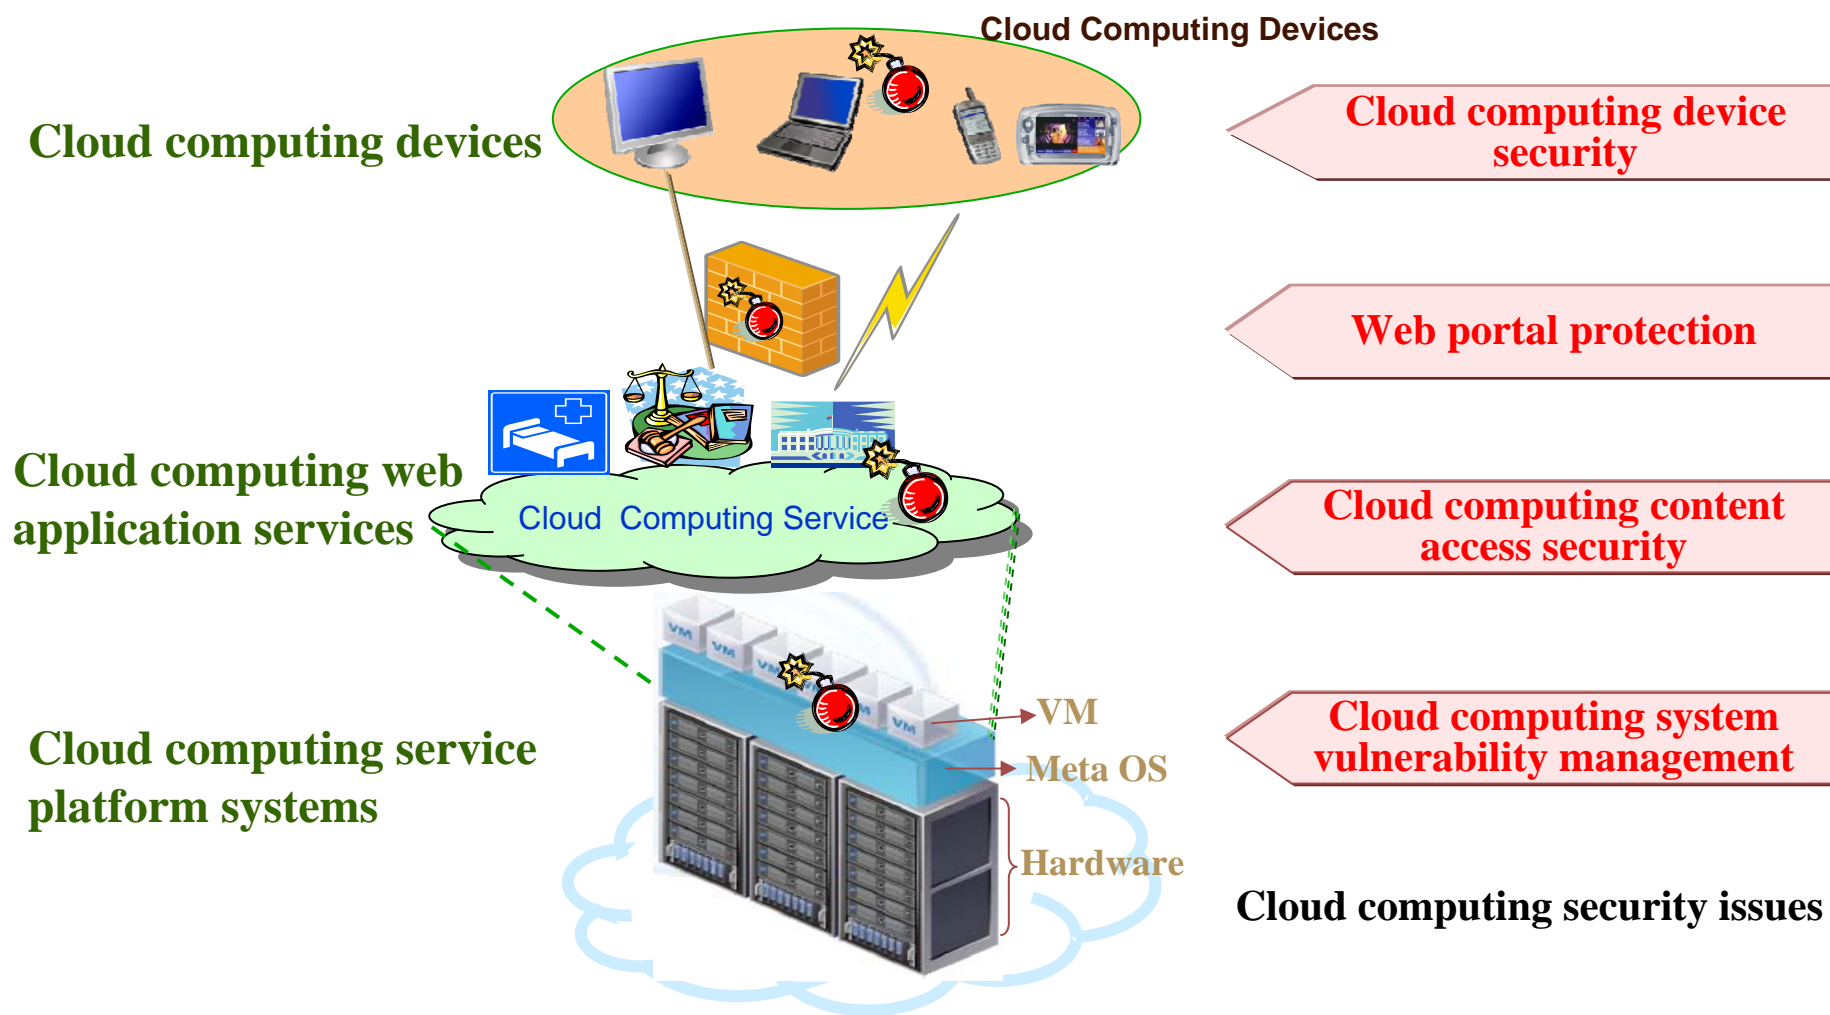 Cloud Computing Devices
Cloud computing devices
Cloud computing device
security
Web portal protection
Cloud computing web
application services
Cloud  Computing Service
Cloud computing content
access security
VM
VM
VM
VM
VM
VM
VM
Cloud computing system
vulnerability management
Cloud computing service
platform systems
Meta OS
Hardware
Cloud computing security issues